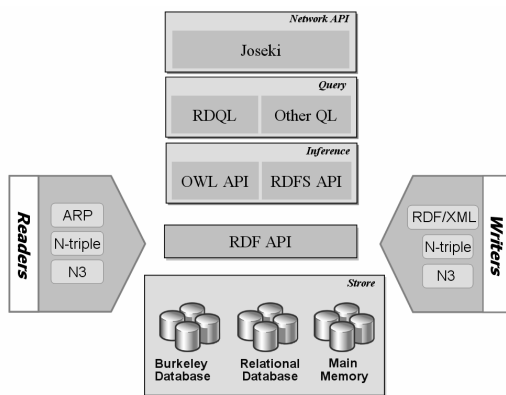 Network API
Joseki
Query
RDQL
Other QL
Inference
OWL API
RDFS API
Readers
ARP
N-triple
N3
RDF API
RDF/XML
N-triple
N3
Writers
Strore
Burkeley
Database
Relational
Database
Main
Memory